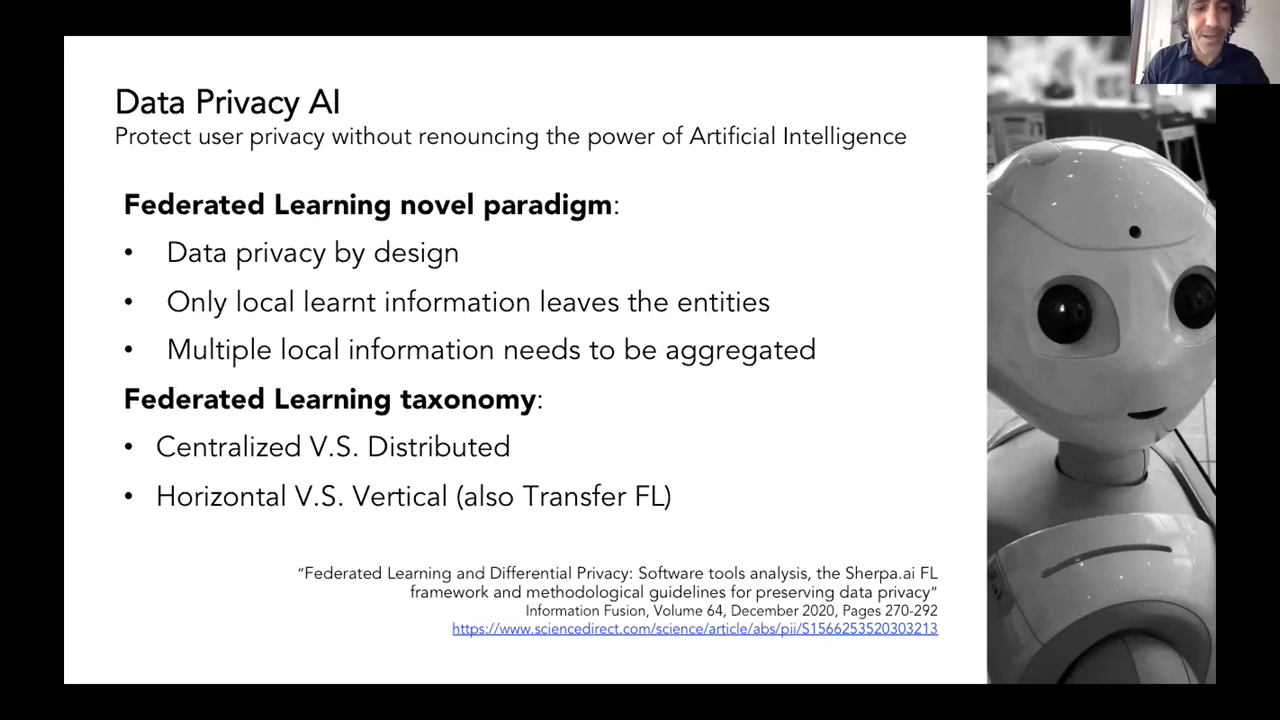 Data Privacy AI
Protect user privacy without renouncing the power of Artificial Intelligence
Federated Learning novel paradigm:
• Data privacy by design
• Only local learnt information leaves the entities
• Multiple local information needs to be aggregated
Federated Learning taxonomy:
• Centralized V.S. Distributed
• Horizontal V.S. Vertical (also Transfer FL)
“Federated Learning and Differential Privacy: Software tools analysis, the Sherpa.ai FL
framework and methodological guidelines for preserving data privacy”
Information Fusion, Volume 64, December 2020, Pages 270-292
https://www.sciencedirect.com/science/article/abs/pii/S1566253520303213